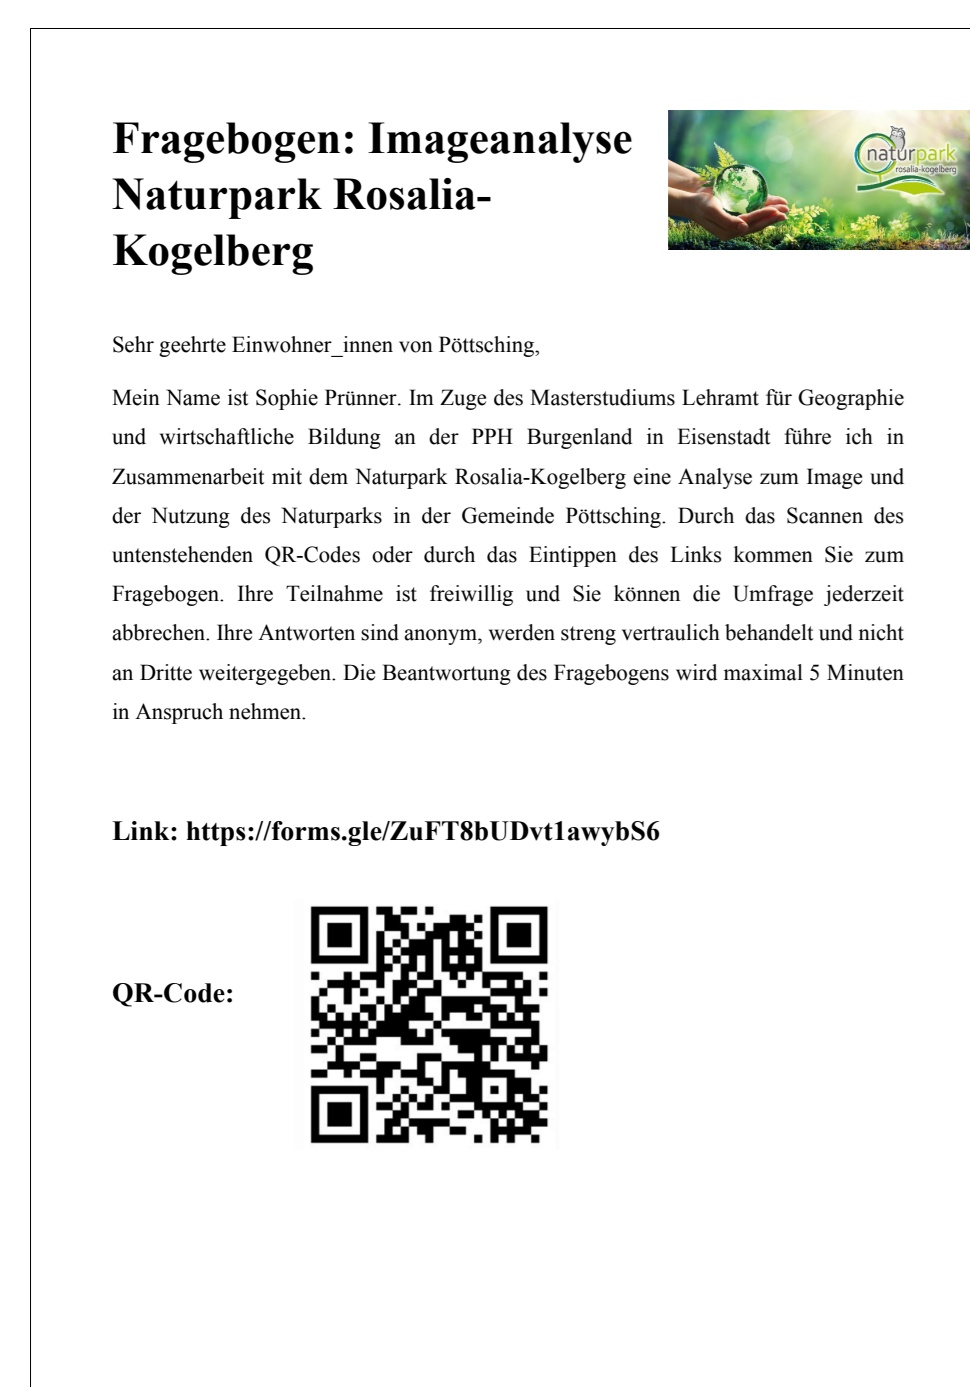 Fragebogen: Imageanalyse
Naturpark Rosalia-
Kogelberg
naturpark
rosalia-kogelberg
Sehr geehrte Einwohner_innen von Pöttsching,
Mein Name ist Sophie Prünner. Im Zuge des Masterstudiums Lehramt für Geographie
und wirtschaftliche Bildung an der PPH Burgenland in Eisenstadt führe ich in
Zusammenarbeit mit dem Naturpark Rosalia-Kogelberg eine Analyse zum Image und
der Nutzung des Naturparks in der Gemeinde Pöttsching. Durch das Scannen des
untenstehenden QR-Codes oder durch das Eintippen des Links kommen Sie zum
Fragebogen. Ihre Teilnahme ist freiwillig und Sie können die Umfrage jederzeit
abbrechen. Ihre Antworten sind anonym, werden streng vertraulich behandelt und nicht
an Dritte weitergegeben. Die Beantwortung des Fragebogens wird maximal 5 Minuten
in Anspruch nehmen.
Link: https://forms.gle/ZuFT8bUDvt1awybS6
QR-Code: